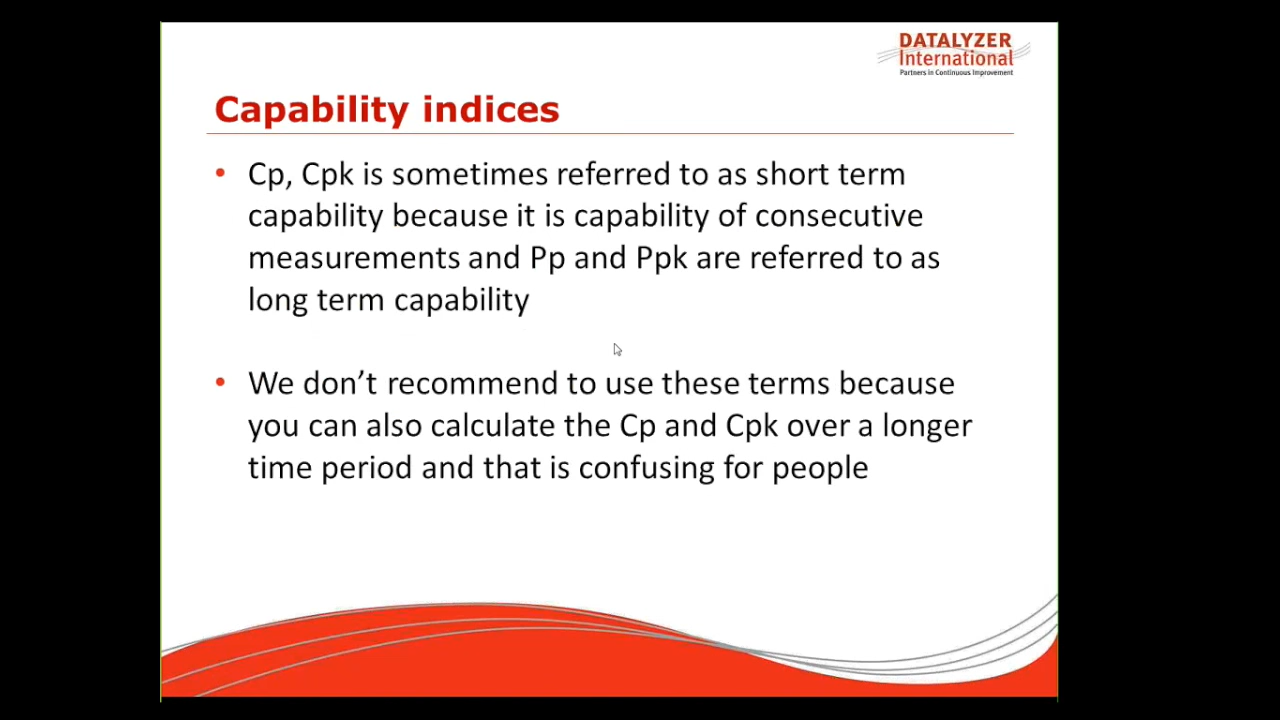 DATALYZER
International
Partners in Continuous Improvement
Capability indices
• Cp, Cpk is sometimes referred to as short term
capability because it is capability of consecutive
measurements and Pp and Ppk are referred to as
long term capability
• We don’t recommend to use these terms because
you can also calculate the Cp and Cpk over a longer
time period and that is confusing for people